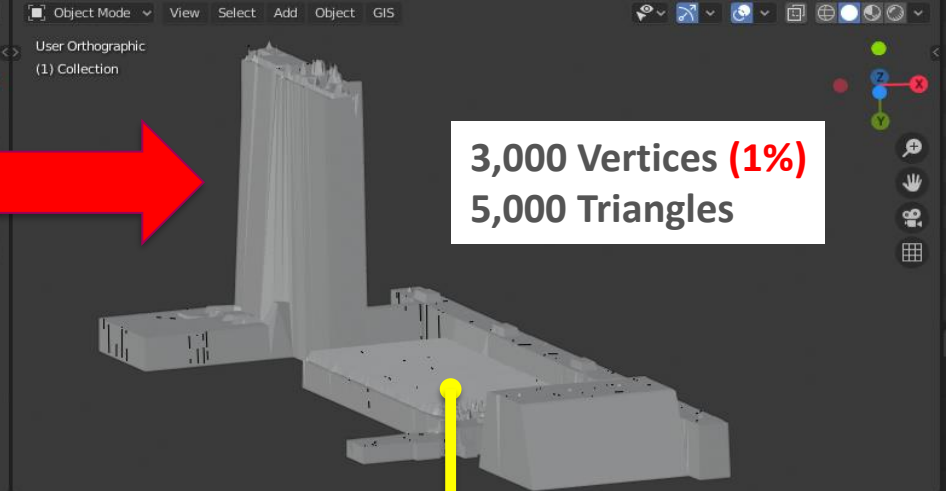 Object Mode View Select Add Object GIS
User Orthographic
(1) Collection
Z
X
Y
3,000 Vertices (1%)
5,000 Triangles